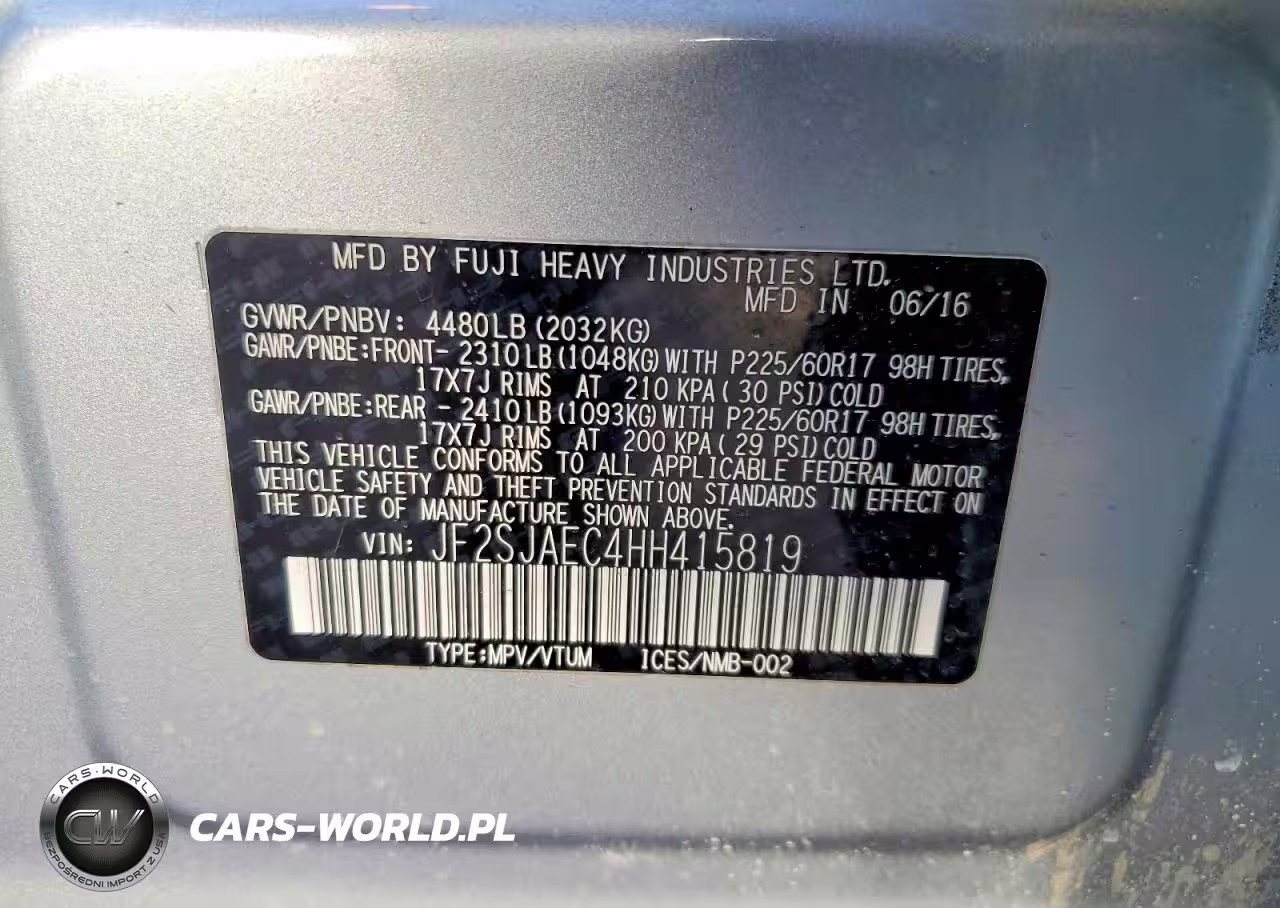 MFD BY FUJI HEAVY INDUSTRIES LTD.
MFD IN 06/16
GVWR/PNBV: 4480LB(2032KG)
GAWR/PNBE:FRONT- 2310LB(1048KG)WITH P225/60R17 98H TIRES,
17X7J RIMS AT 210 KPA( 30 PSI)COLD
GAWR/PNBE:REAR - 2410LB(1093KG)WITH P225/60R17 98H TIRES,
17X7J RIMS AT 200 KPA( 29 PSI)COLD
THIS VEHICLE CONFORMS TO ALL APPLICABLE FEDERAL MOTOR
VEHICLE SAFETY AND THEFT PREVENTION STANDARDS IN EFFECT ON
THE DATE OF MANUFACTURE SHOWN ABOVE.
VIN: JF2SJAEC4HH415819
TYPE:MPV/VTUM ICES/NMB-002
CARS-WORLD
CW
BEZPOŚREDNI IMPORT Z USA
CARS-WORLD.PL